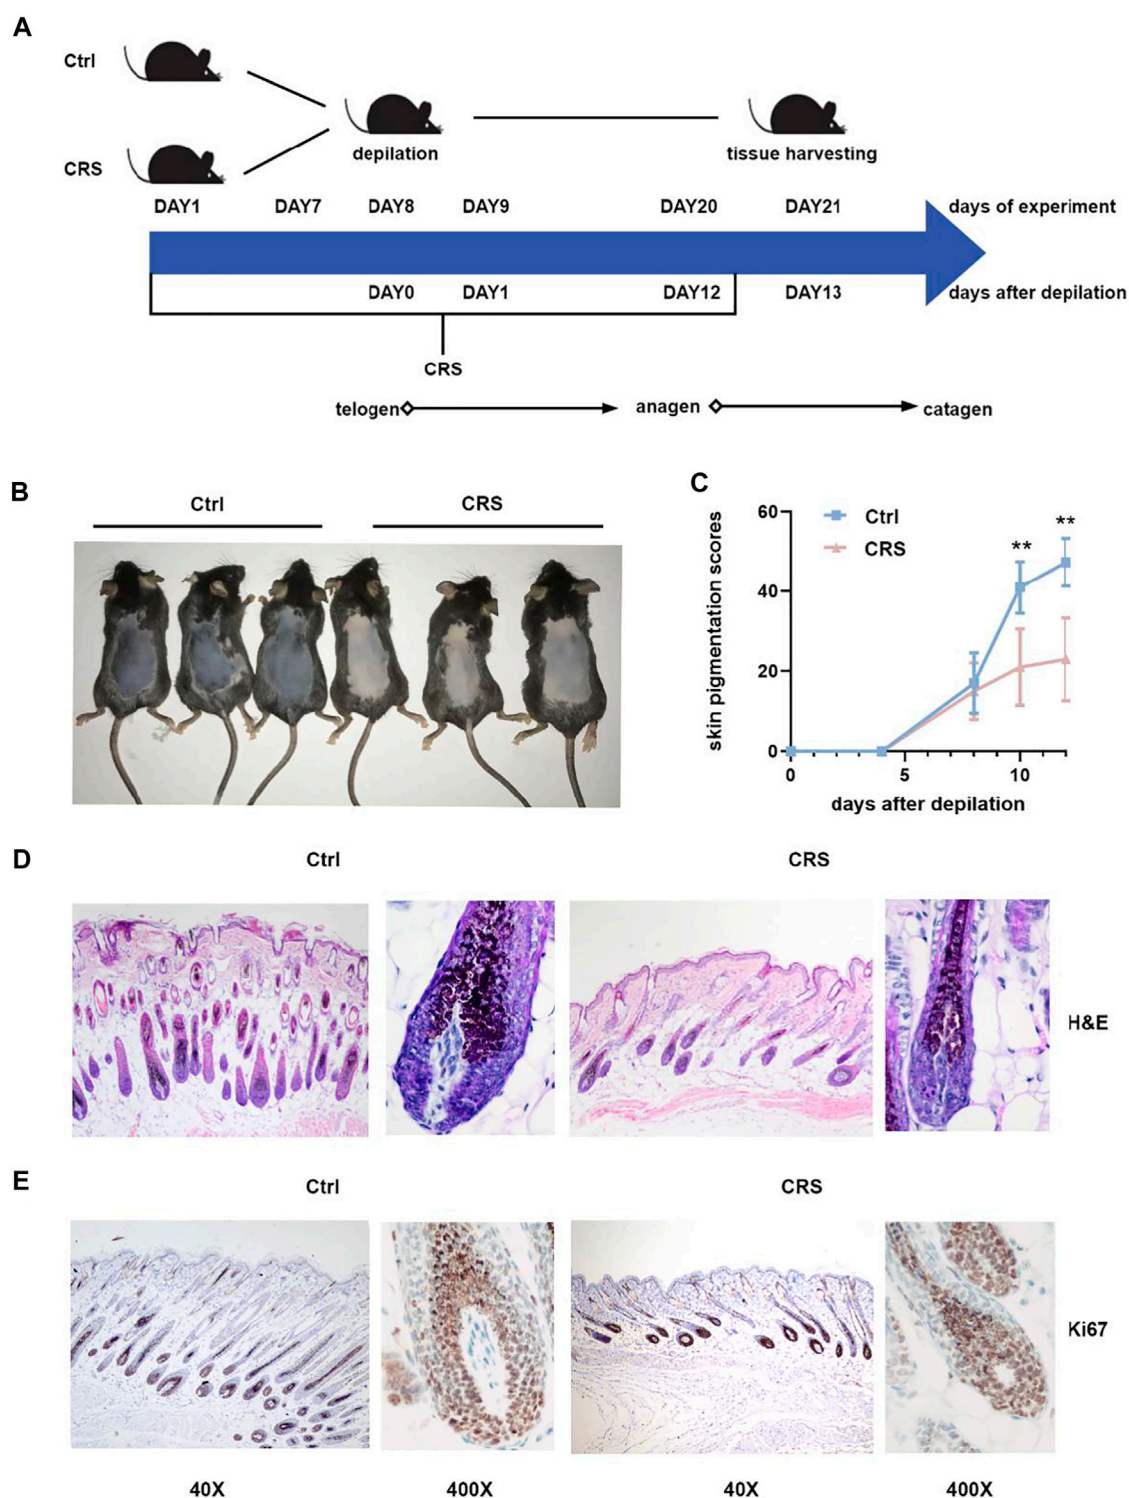 A
Ctrl
CRS
depilation
tissue harvesting
DAY1 DAY7 DAY8 DAY9 DAY20 DAY21 days of experiment
DAY0 DAY1 DAY12 DAY13 days after depilation
CRS
telogen anagen catagen
B
Ctrl CRS
C
60
40
20
0
skin pigmentation scores
Ctrl
CRS
**
**
0 5 10
days after depilation
D
Ctrl CRS
H&E
E
Ctrl CRS
Ki67
40X 400X 40X 400X